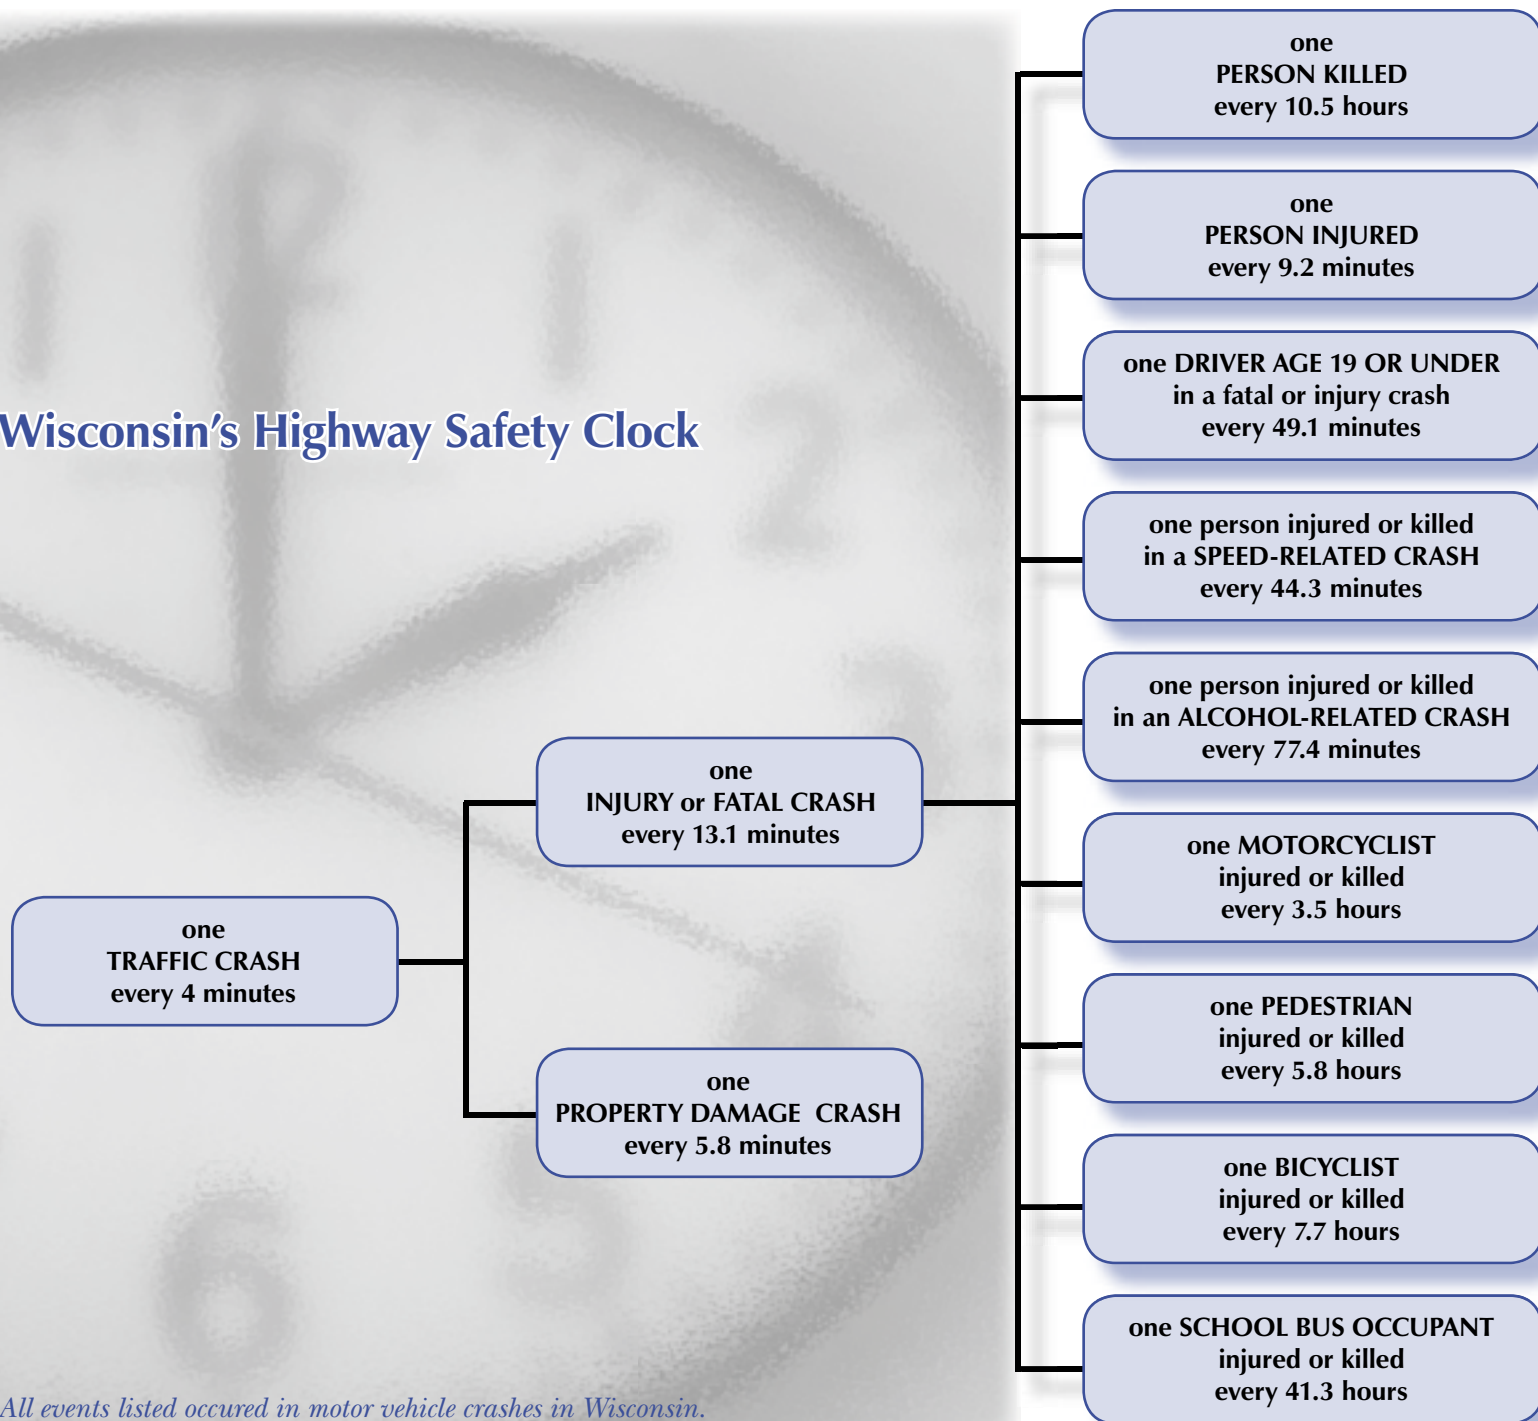 Wisconsin's Highway Safety Clock
one
TRAFFIC CRASH
every 4 minutes
one
INJURY or FATAL CRASH
every 13.1 minutes
one
PROPERTY DAMAGE  CRASH
every 5.8 minutes
one
PERSON KILLED
every 10.5 hours
one
PERSON INJURED
every 9.2 minutes
one DRIVER AGE 19 OR UNDER
in a fatal or injury crash
every 49.1 minutes
one person injured or killed
in a SPEED-RELATED CRASH
every 44.3 minutes
one person injured or killed
in an ALCOHOL-RELATED CRASH
every 77.4 minutes
one MOTORCYCLIST
injured or killed
every 3.5 hours
one PEDESTRIAN
injured or killed
every 5.8 hours
one BICYCLIST
injured or killed
every 7.7 hours
one SCHOOL BUS OCCUPANT
injured or killed
every 41.3 hours
All events listed occured in motor vehicle crashes in Wisconsin.